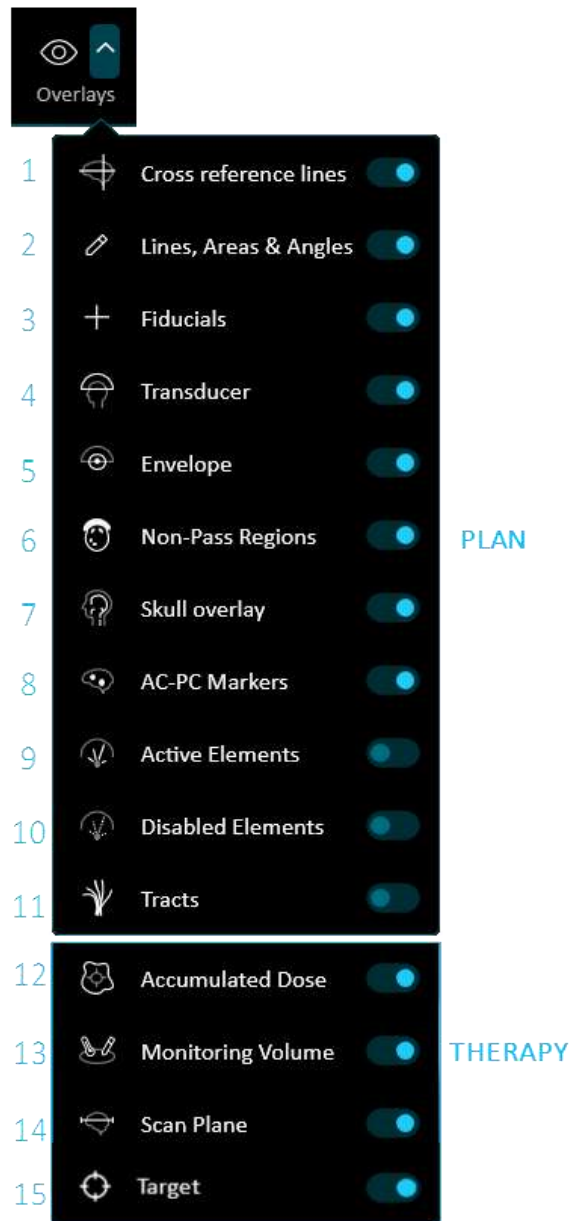 Overlays
1 Cross reference lines
2 Lines, Areas & Angles
3 Fiducials
4 Transducer
5 Envelope
6 Non-Pass Regions PLAN
7 Skull overlay
8 AC-PC Markers
9 Active Elements
10 Disabled Elements
11 Tracts
12 Accumulated Dose
13 Monitoring Volume THERAPY
14 Scan Plane
15 Target